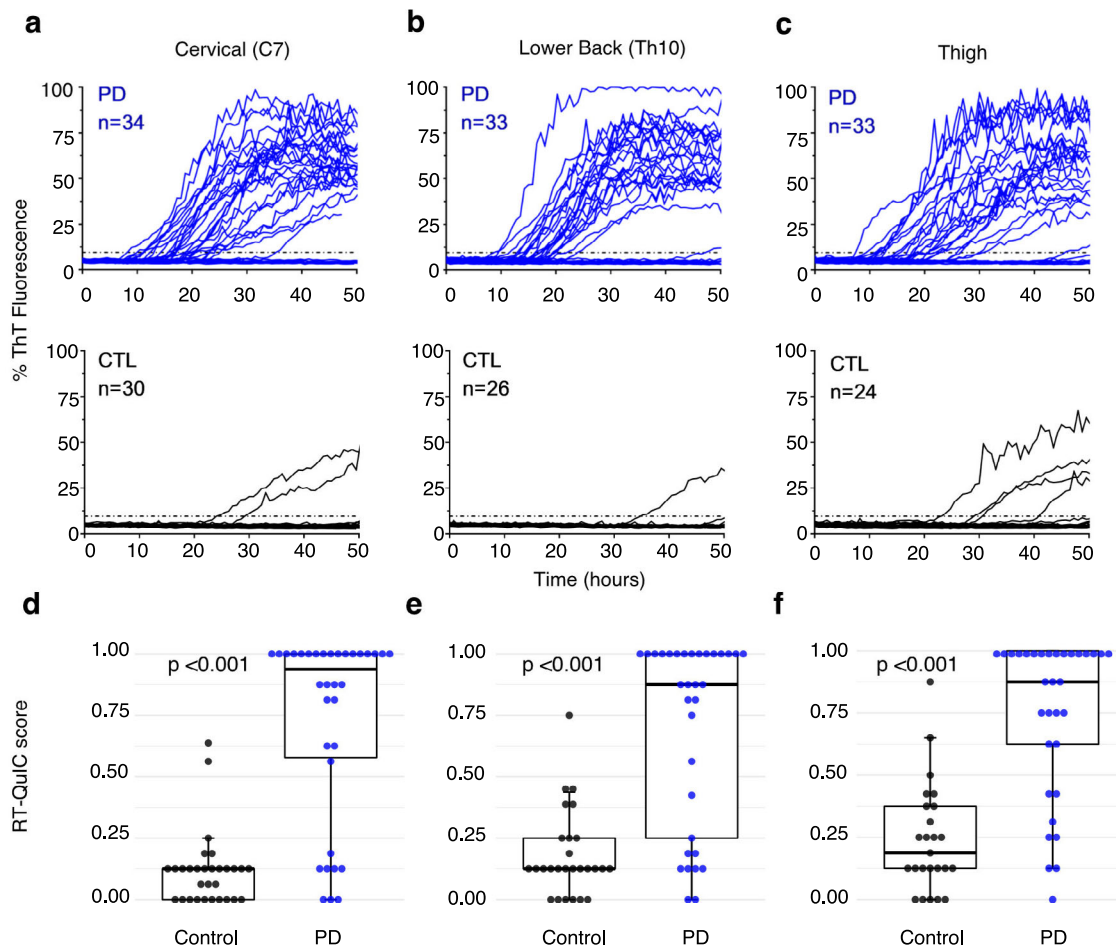 a
Cervical (C7)
b
Lower Back (Th10)
c
Thigh
% ThT Fluorescence
100
75
50
25
0
PD
n=34
0 10 20 30 40 50
100
75
50
25
0
PD
n=33
0 10 20 30 40 50
100
75
50
25
0
PD
n=33
0 10 20 30 40 50
100
75
50
25
0
CTL
n=30
0 10 20 30 40 50
100
75
50
25
0
CTL
n=26
0 10 20 30 40 50
100
75
50
25
0
CTL
n=24
0 10 20 30 40 50
Time (hours)
RT-QuIC score
d
1.00
0.75
0.50
0.25
0.00
p <0.001
Control PD
e
1.00
0.75
0.50
0.25
0.00
p <0.001
Control PD
f
1.00
0.75
0.50
0.25
0.00
p <0.001
Control PD